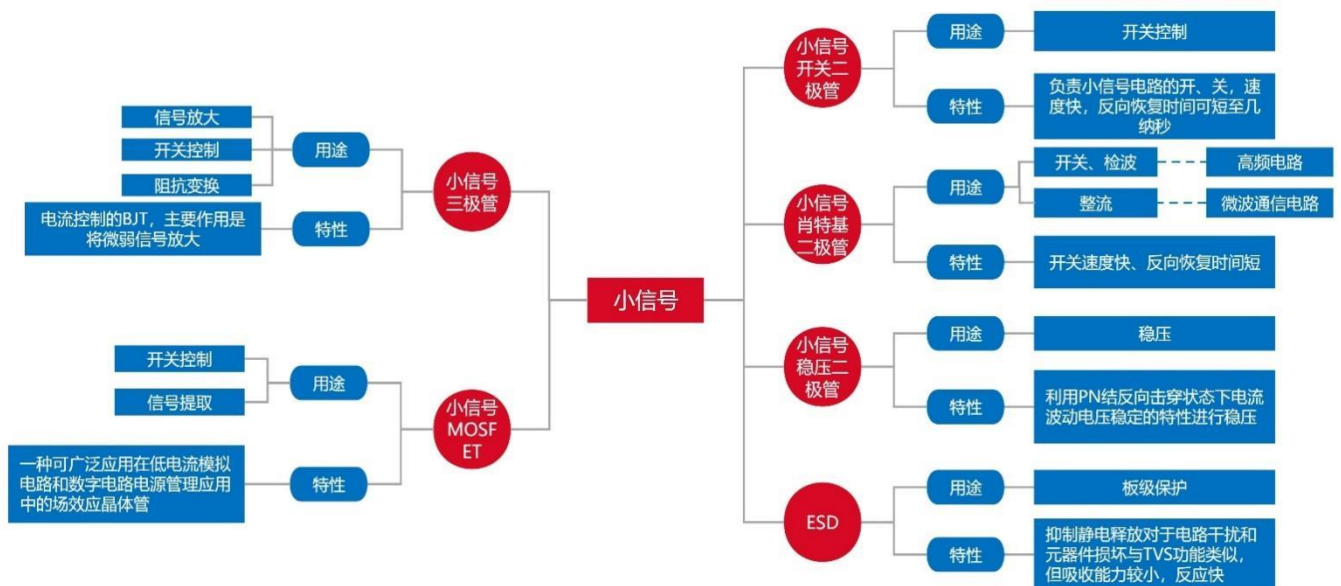 小信号
三极管
用途
信号放大
开关控制
阻抗变换
特性
电流控制的BJT，主要作用是
将微弱信号放大
小信号
MOSF
ET
用途
开关控制
信号提取
特性
一种可广泛应用在低电流模拟
电路和数字电路电源管理应用
中的场效应晶体管
小信号
小信号
开关二
极管
用途
开关控制
特性
负责小信号电路的开、关，速
度快，反向恢复时间可短至几
纳秒
小信号
肖特基
二极管
用途
开关、检波
高频电路
整流
微波通信电路
特性
开关速度快、反向恢复时间短
小信号
稳压二
极管
用途
稳压
特性
利用PN结反向击穿状态下电流
波动电压稳定的特性进行稳压
ESD
用途
板级保护
特性
抑制静电释放对于电路干扰和
元器件损坏与TVS功能类似，
但吸收能力较小，反应快